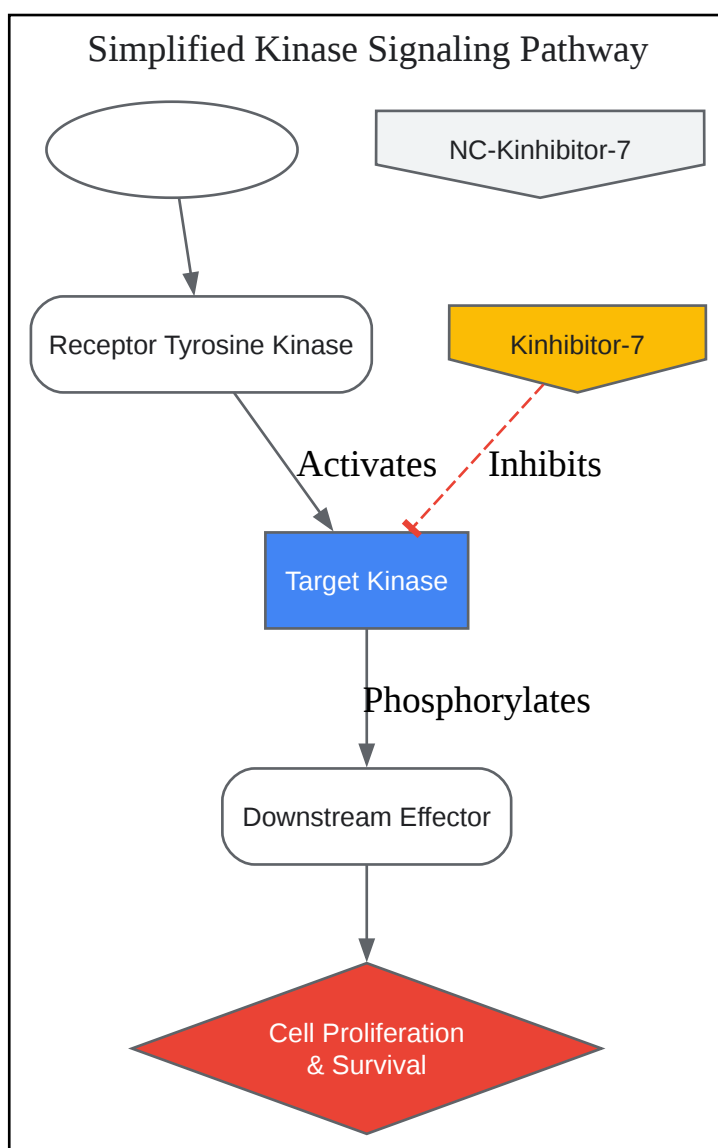 Simplified Kinase Signaling Pathway
NC-Kinhibitor-7
Receptor Tyrosine Kinase
Kinhibitor-7
Activates
Inhibits
Target Kinase
Phosphorylates
Downstream Effector
Cell Proliferation
& Survival